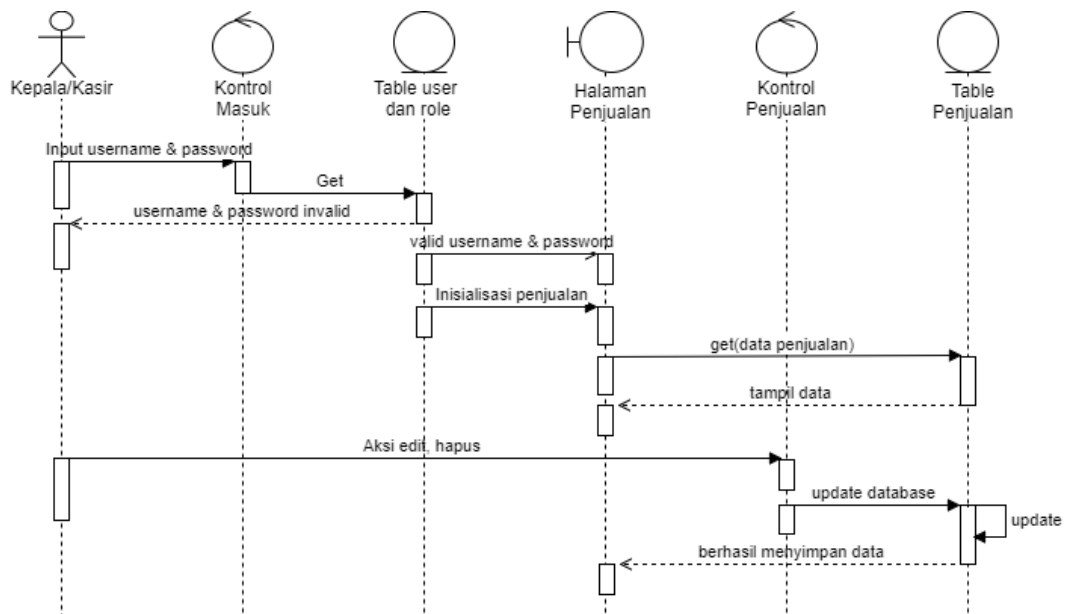 Kepala/Kasir
Kontrol
Masuk
Table user
dan role
Halaman
Penjualan
Kontrol
Penjualan
Table
Penjualan
Input username & password
Get
username & password invalid
valid username & password
Inisialisasi penjualan
get(data penjualan)
tampil data
Aksi edit, hapus
update database
update
berhasil menyimpan data